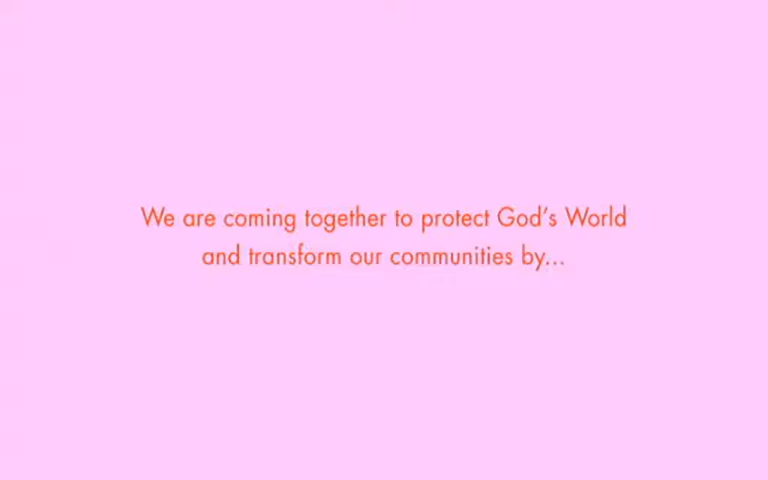 We are coming together to protect God's World
and transform our communities by...